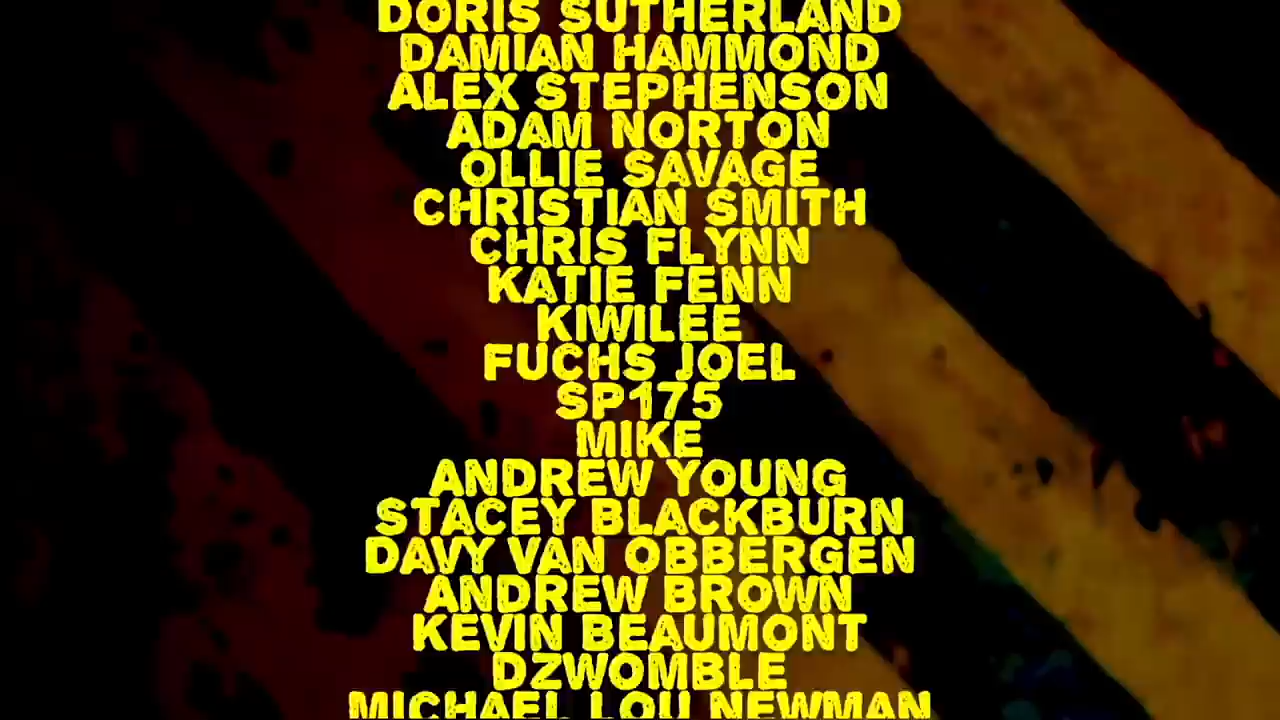 DORIS SUTHERLAND
DAMIAN HAMMOND
ALEX STEPHENSON
ADAM NORTON
OLLIE SAVAGE
CHRISTIAN SMITH
CHRIS FLYNN
KATIE FENN
KIWILEE
FUCHS JOEL
SP175
MIKE
ANDREW YOUNG
STACEY BLACKBURN
DAVY VAN OBBERGEN
ANDREW BROWN
KEVIN BEAUMONT
DZWOMBLE
MICHAEL LOU NEWMAN